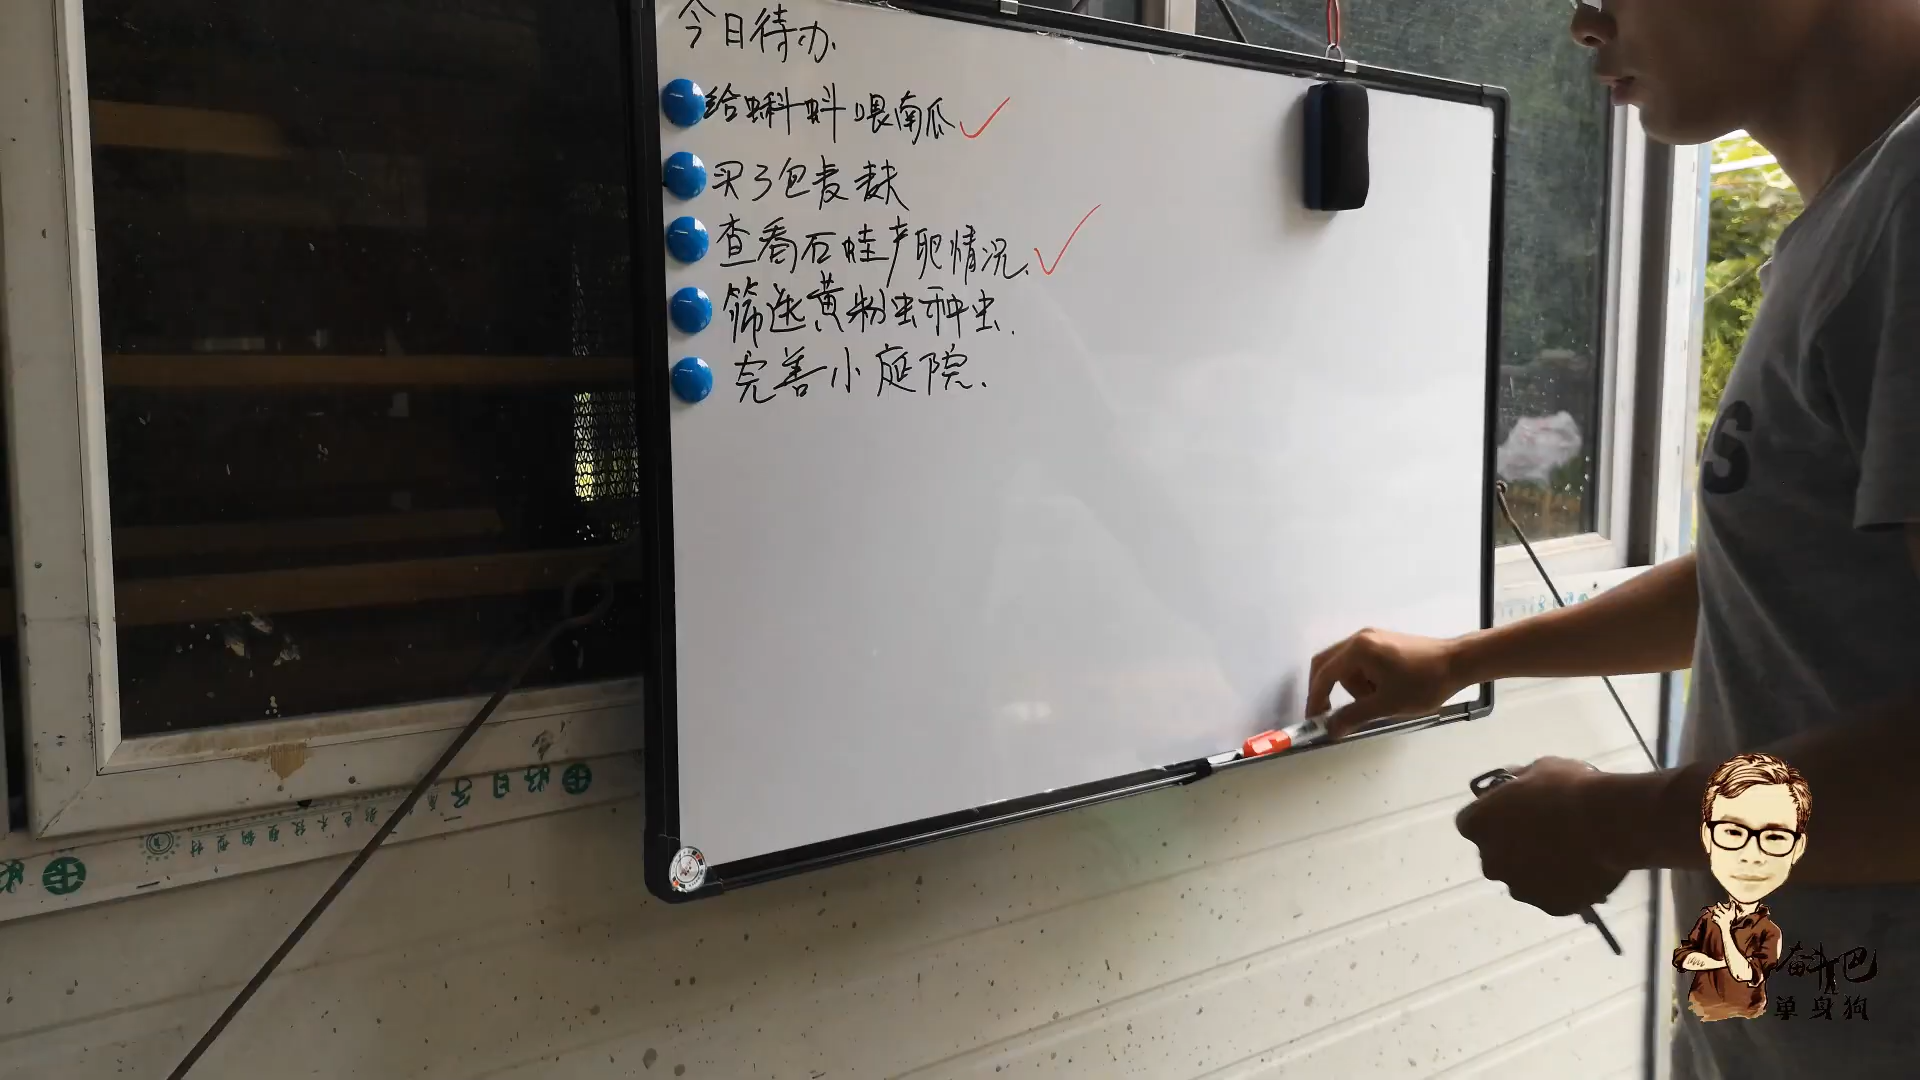 今日待办.
给蝌蚪喂南瓜
买3包麦麸
查看石蛙产卵情况.
筛选黄粉虫种虫.
完善小庭院.
奋斗吧
单身狗